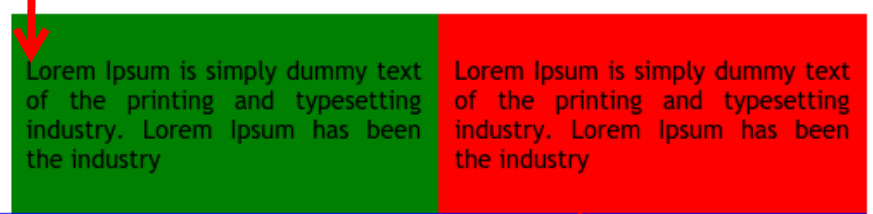 Lorem Ipsum is simply dummy text
of the printing and typesetting
industry. Lorem Ipsum has been
the industry
Lorem Ipsum is simply dummy text
of the printing and typesetting
industry. Lorem Ipsum has been
the industry